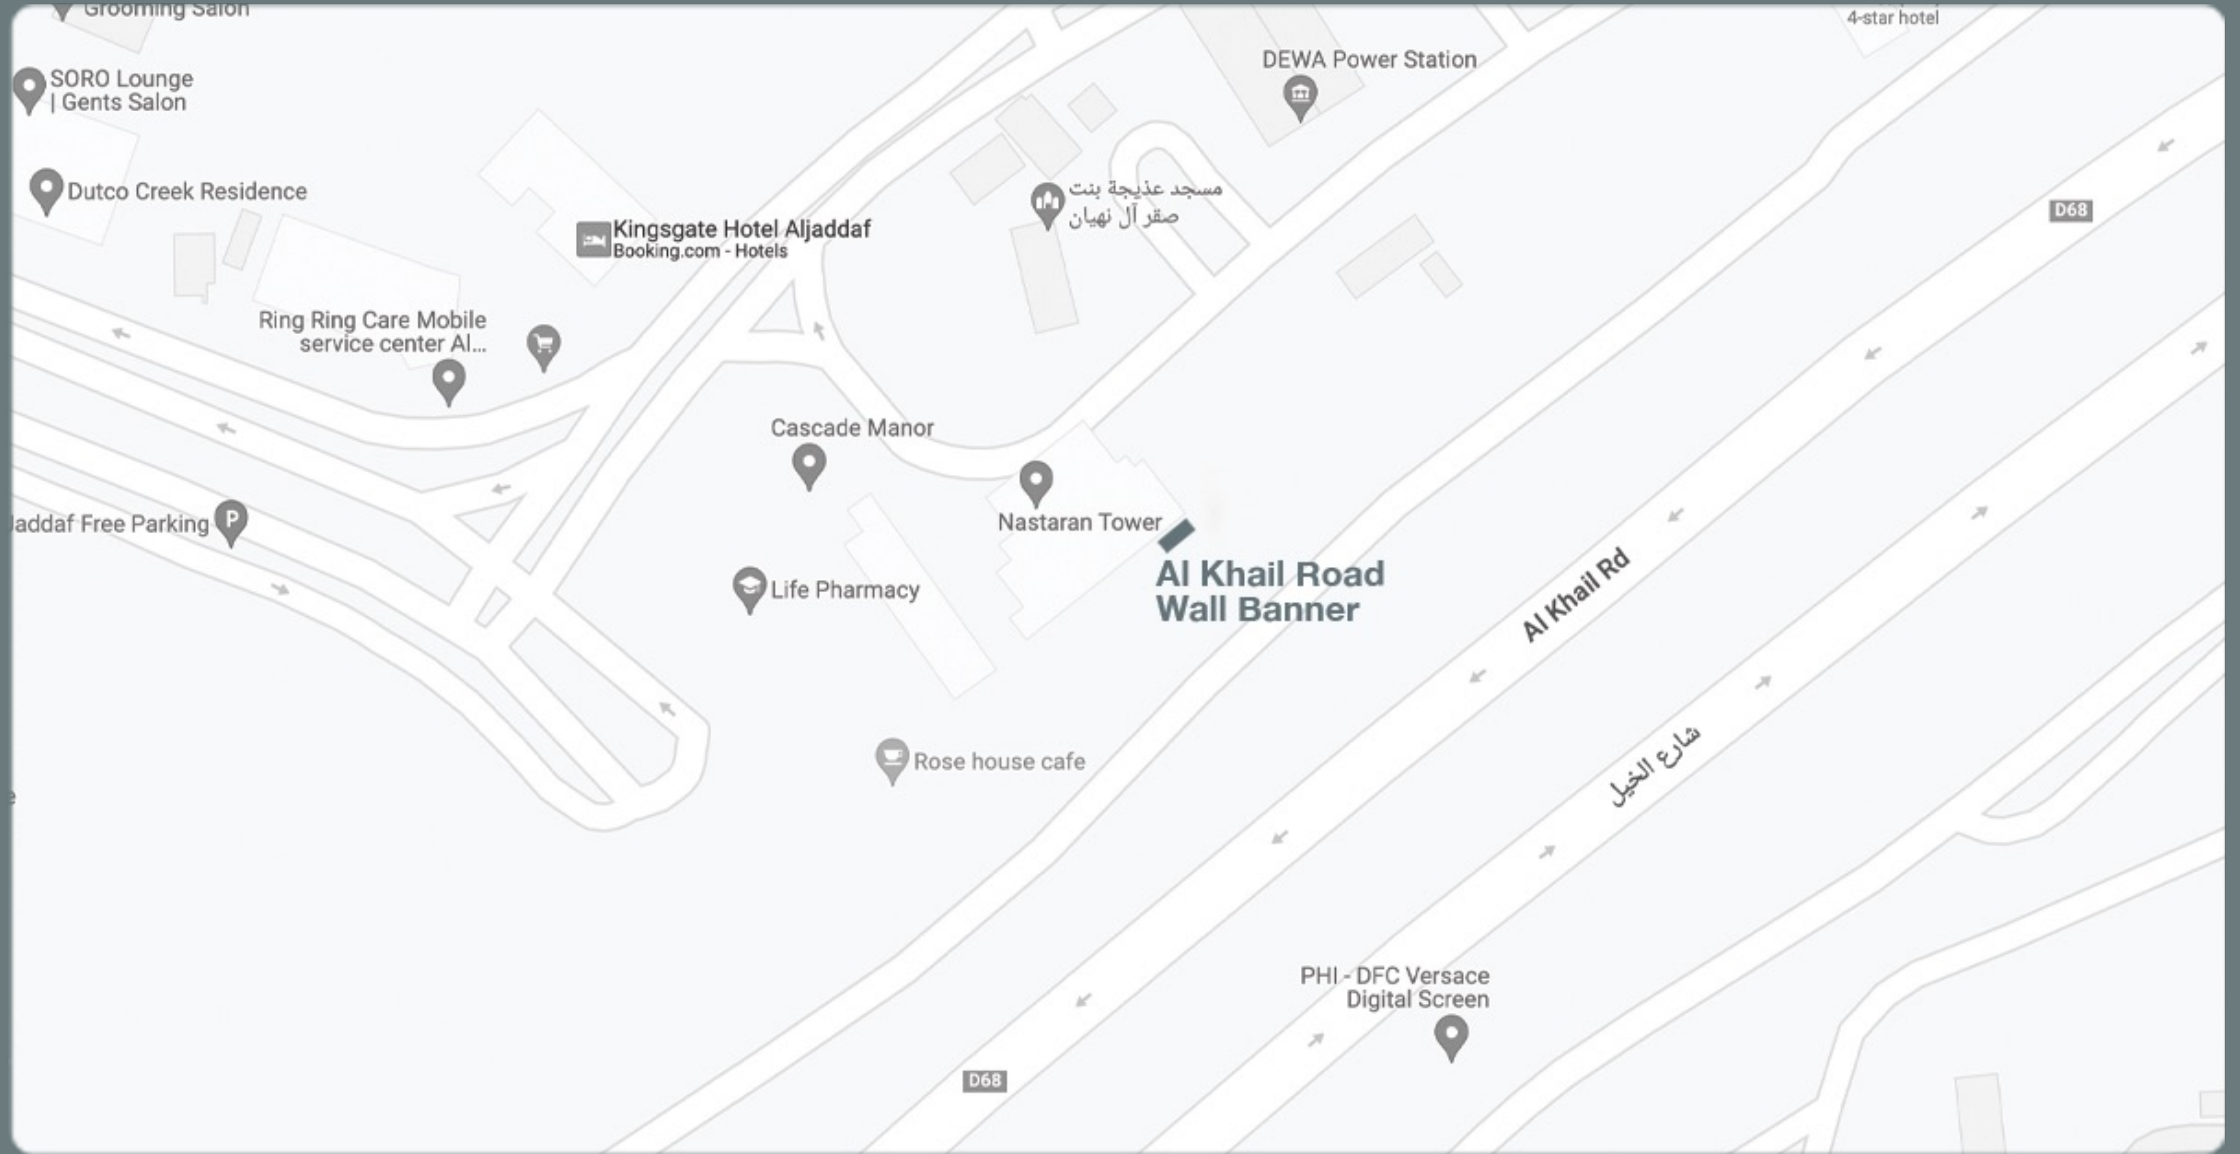 Grooming Salon
4-star hotel
SORO Lounge
| Gents Salon
DEWA Power Station
Dutco Creek Residence
مسجد عذيجة بنت
صقر آل نهيان
D68
Kingsgate Hotel Aljaddaf
Booking.com - Hotels
Ring Ring Care Mobile
service center Al...
Cascade Manor
Nastaran Tower
Jaddaf Free Parking
P
Al Khail Road
Wall Banner
Al Khail Rd
Life Pharmacy
Rose house cafe
شارع الخيل
PHI - DFC Versace
Digital Screen
D68